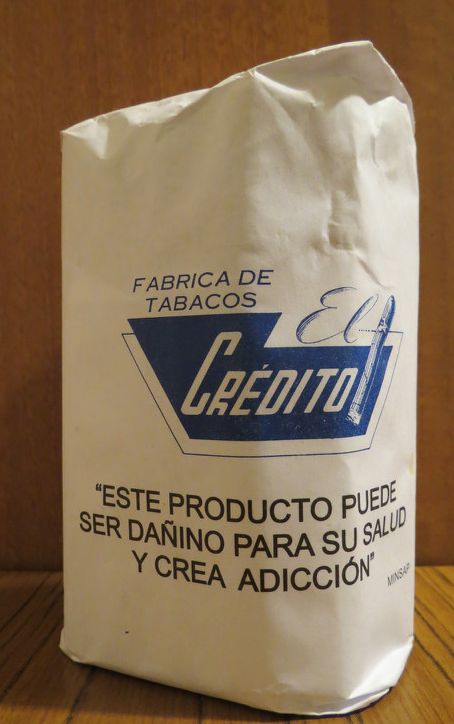 FABRICA DE
TABACOS
El
CRÉDITO
“ESTE PRODUCTO PUEDE
SER DAÑINO PARA SU SALUD
Y CREA ADICCIÓN”
MINSAP